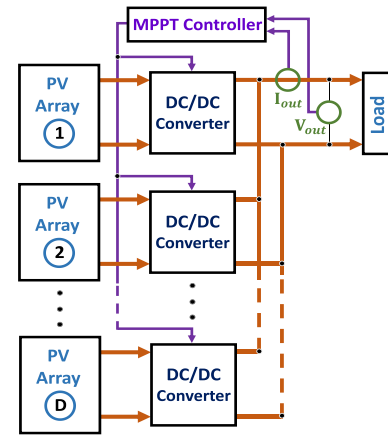 MPPT Controller
PV
Array
1
DC/DC
Converter
I_out
V_out
Load
PV
Array
2
DC/DC
Converter
PV
Array
D
DC/DC
Converter